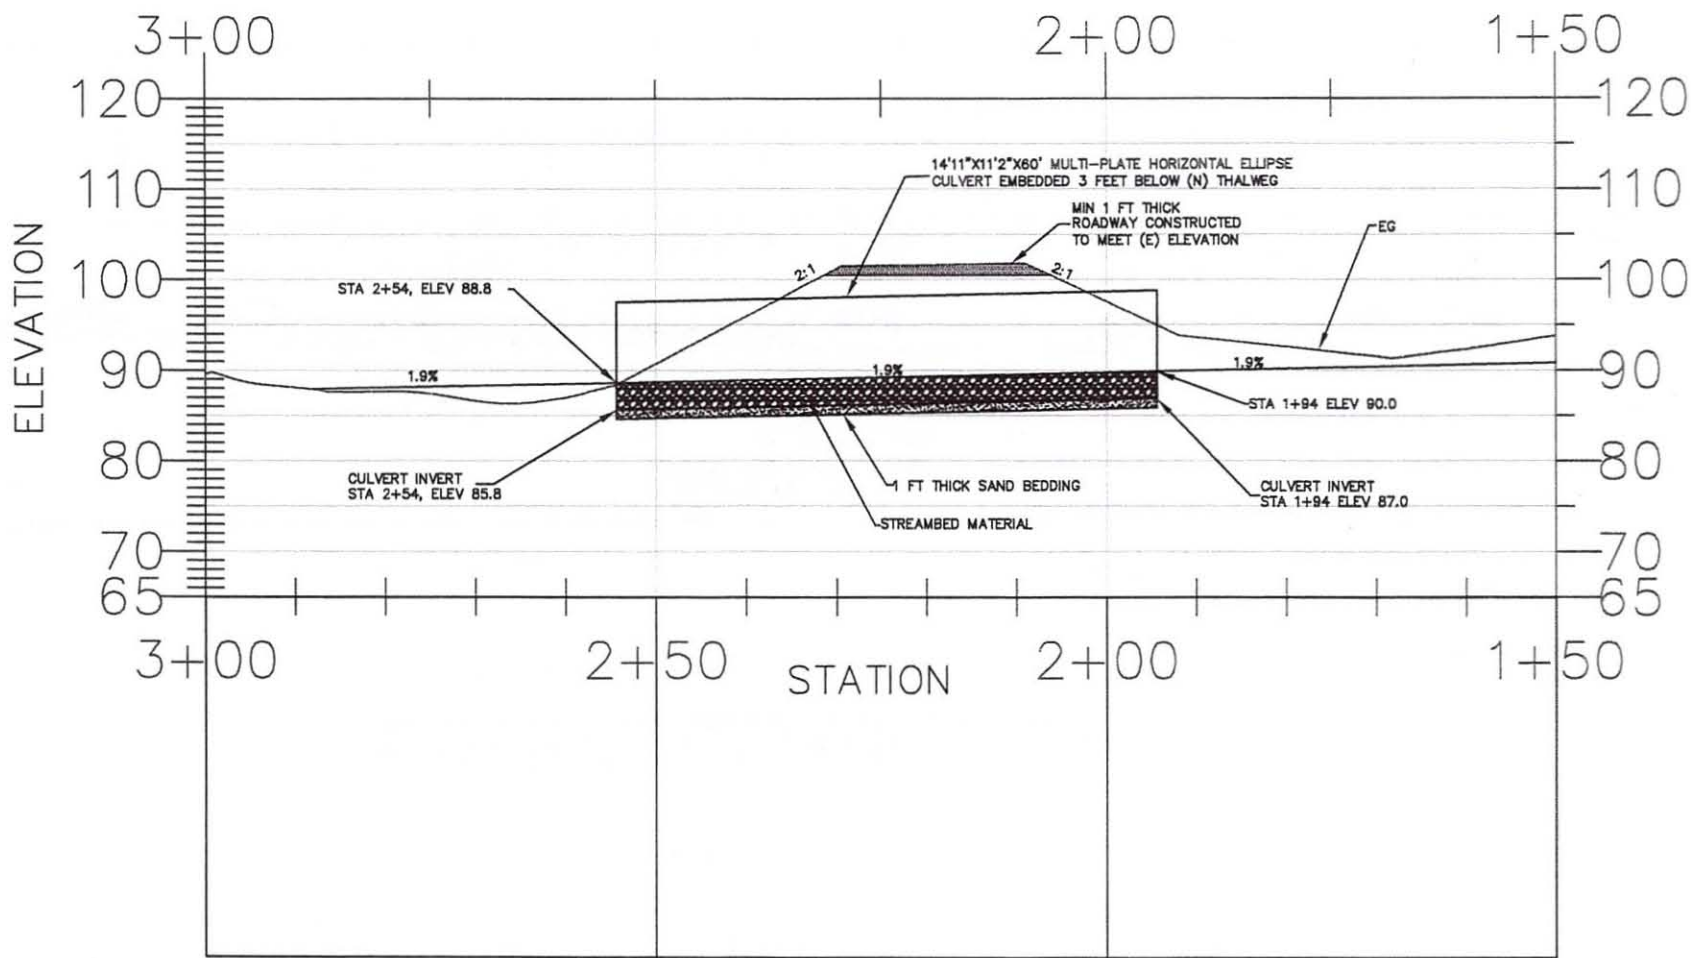 3+00
2+00
1+50
120
120
14'11"X11'2"X60' MULTI-PLATE HORIZONTAL ELLIPSE
CULVERT EMBEDDED 3 FEET BELOW (N) THALWEG
110
110
MIN 1 FT THICK
ROADWAY CONSTRUCTED
TO MEET (E) ELEVATION
EG
ELEVATION
2:1
2:1
100
100
STA 2+54, ELEV 88.8
90
1.9%
1.9%
1.9%
90
STA 1+94 ELEV 90.0
80
CULVERT INVERT
STA 2+54, ELEV 85.8
1 FT THICK SAND BEDDING
CULVERT INVERT
STA 1+94 ELEV 87.0
80
STREAMBED MATERIAL
70
70
65
65
3+00
2+50
STATION
2+00
1+50